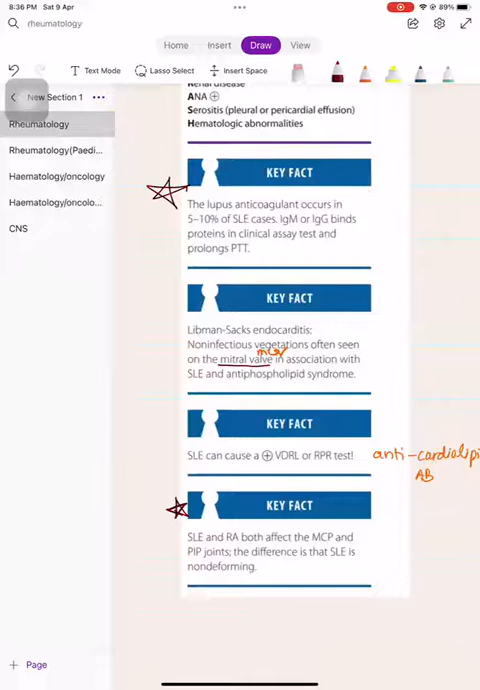 8:36 PM Sat 9 Apr
89%
rheumatology
Home Insert Draw View
Text Mode Lasso Select Insert Space
New Section 1
Rheumatology
Rheumatology(Paedi...
Haematology/oncology
Haematology/oncolo...
CNS
Page
Renal disease
ANA ⊕
Serositis (pleural or pericardial effusion)
Hematologic abnormalities
KEY FACT
The lupus anticoagulant occurs in
5–10% of SLE cases. IgM or IgG binds
proteins in clinical assay test and
prolongs PTT.
KEY FACT
Libman-Sacks endocarditis:
Noninfectious vegetations often seen
on the mitral valve in association with
SLE and antiphospholipid syndrome.
KEY FACT
SLE can cause a ⊕ VDRL or RPR test!
anti-cardiolipi
AB
KEY FACT
SLE and RA both affect the MCP and
PIP joints; the difference is that SLE is
nondeforming.